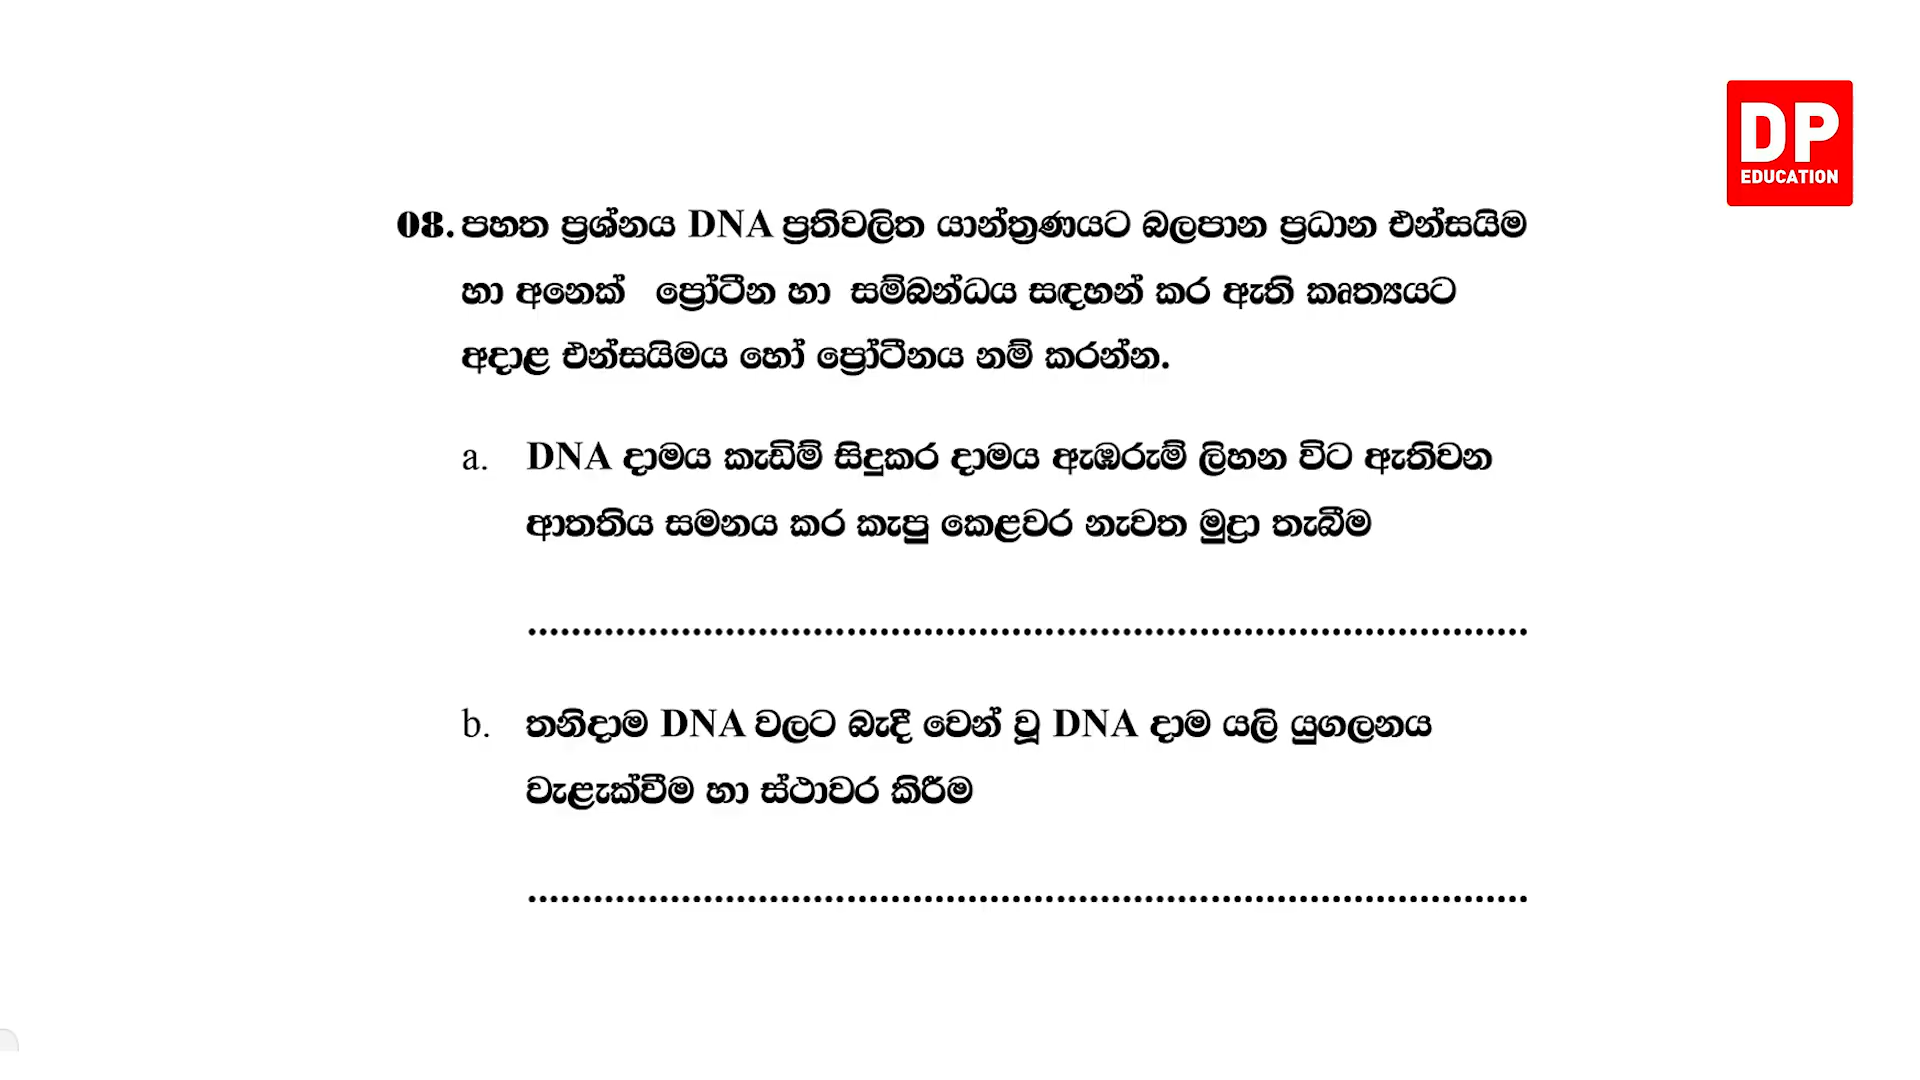 DP
EDUCATION
08. පහත ප්‍රශ්නය DNA ප්‍රතිවලිත යාන්ත්‍රණයට බලපාන ප්‍රධාන එන්සයිම
හා අනෙක් ප්‍රෝටීන හා සම්බන්ධය සඳහන් කර ඇති කෘත්‍යයට
අදාළ එන්සයිමය හෝ ප්‍රෝටීනය නම් කරන්න.
a. DNA දාමය කැඩිම් සිදුකර දාමය ඇඹරුම් ලිහන විට ඇතිවන
ආතතිය සමනය කර කැපු කෙළවර නැවත මුද්‍රා තැබීම
................................................................................
b. තනිදාම DNA වලට බැදී වෙන් වූ DNA දාම යලි යුගලනය
වැළැක්වීම හා ස්ථාවර කිරීම
................................................................................